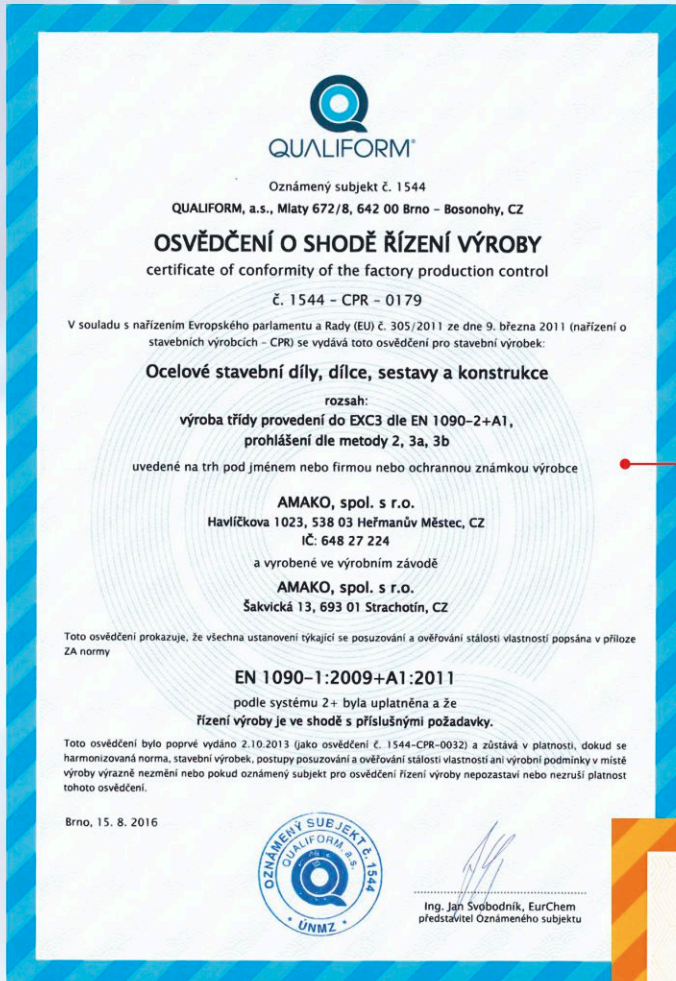 QUALIFORM®
Oznámený subjekt č. 1544
QUALIFORM, a.s., Mlaty 672/8, 642 00 Brno – Bosonohy, CZ
OSVĚDČENÍ O SHODĚ ŘÍZENÍ VÝROBY
certificate of conformity of the factory production control
č. 1544 – CPR – 0179
V souladu s nařízením Evropského parlamentu a Rady (EU) č. 305/2011 ze dne 9. března 2011 (nařízení o
stavebních výrobcích – CPR) se vydává toto osvědčení pro stavební výrobek:
Ocelové stavební díly, dílce, sestavy a konstrukce
rozsah:
výroba třídy provedení do EXC3 dle EN 1090–2+A1,
prohlášení dle metody 2, 3a, 3b
uvedené na trh pod jménem nebo firmou nebo ochrannou známkou výrobce
AMAKO, spol. s r.o.
Havlíčkova 1023, 538 03 Heřmanův Městec, CZ
IČ: 648 27 224
a vyrobené ve výrobním závodě
AMAKO, spol. s r.o.
Šakvická 13, 693 01 Strachotín, CZ
Toto osvědčení prokazuje, že všechna ustanovení týkající se posuzování a ověřování stálosti vlastností popsána v příloze
ZA normy
EN 1090–1:2009+A1:2011
podle systému 2+ byla uplatněna a že
řízení výroby je ve shodě s příslušnými požadavky.
Toto osvědčení bylo poprvé vydáno 2.10.2013 (jako osvědčení č. 1544-CPR-0032) a zůstává v platnosti, dokud se
harmonizovaná norma, stavební výrobek, postupy posuzování a ověřování stálosti vlastností ani výrobní podmínky v místě
výroby výrazně nezmění nebo pokud oznámený subjekt pro osvědčení řízení výroby nepozastaví nebo nezruší platnost
tohoto osvědčení.
Brno, 15. 8. 2016
OZNÁMENÝ SUBJEKT č. 1544
QUALIFORM, a.s.
ÚNMZ
Ing. Jan Svobodník, EurChem
představitel Oznámeného subjektu